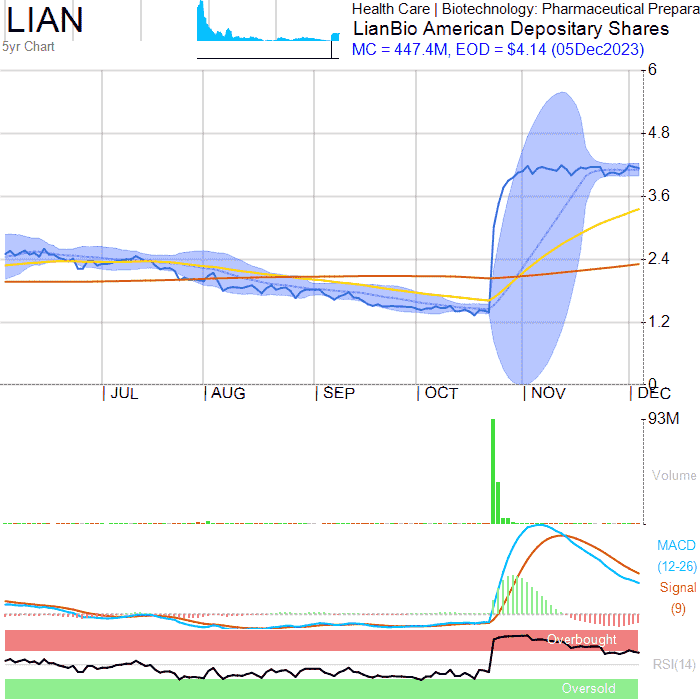 LIAN
5yr Chart
Health Care | Biotechnology: Pharmaceutical Prepara
LianBio American Depositary Shares
MC = 447.4M, EOD = $4.14 (05Dec2023)
6
4.8
3.6
2.4
1.2
0
JUL
AUG
SEP
OCT
NOV
DEC
93M
Volume
MACD
(12-26)
Signal
(9)
Overbought
RSI(14)
Oversold